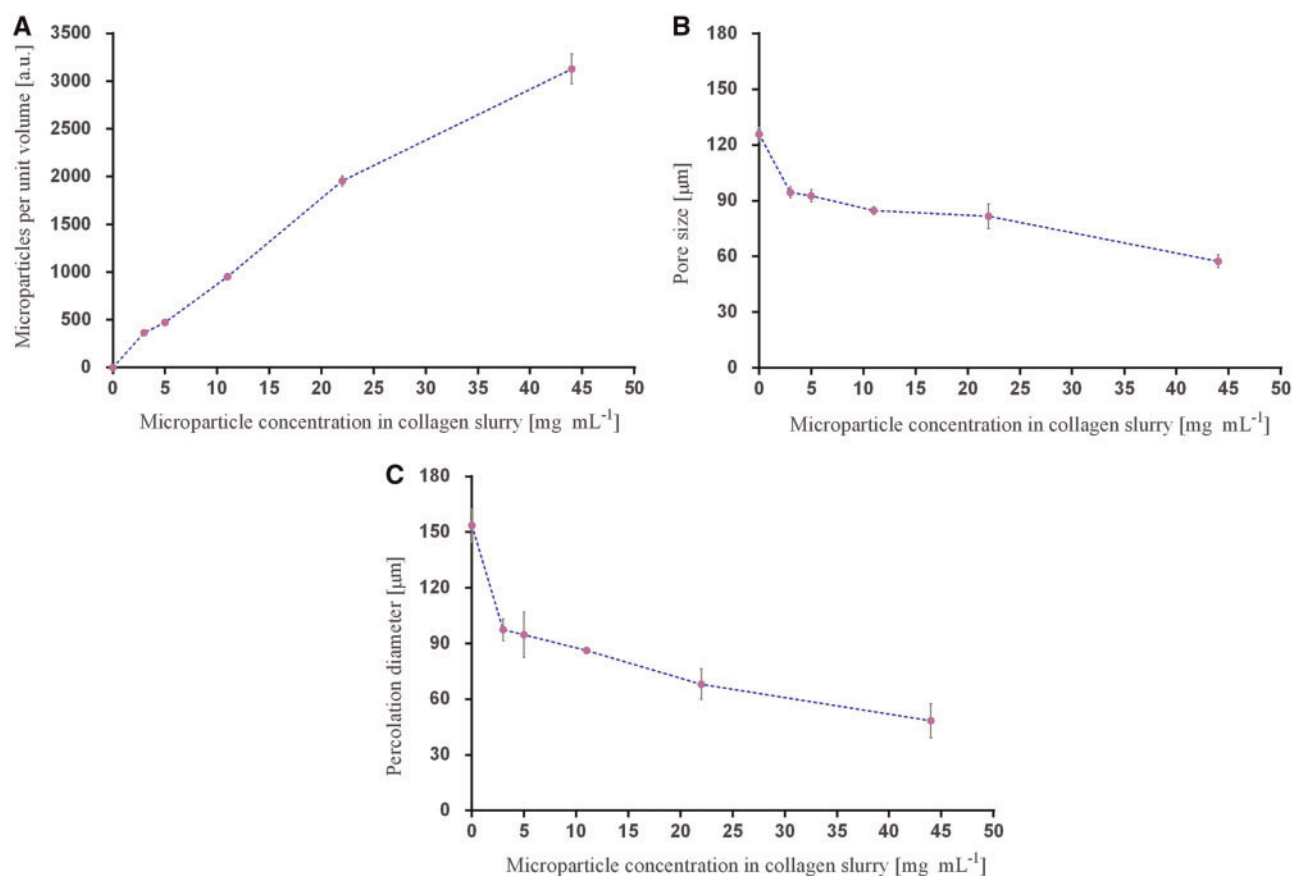 A
Microparticles per unit volume [a.u.]
3500
3000
2500
2000
1500
1000
500
0
0 5 10 15 20 25 30 35 40 45 50
Microparticle concentration in collagen slurry [mg mL-1]
B
Pore size [μm]
180
150
120
90
60
30
0
0 5 10 15 20 25 30 35 40 45 50
Microparticle concentration in collagen slurry [mg mL-1]
C
Percolation diameter [μm]
180
150
120
90
60
30
0
0 5 10 15 20 25 30 35 40 45 50
Microparticle concentration in collagen slurry [mg mL-1]